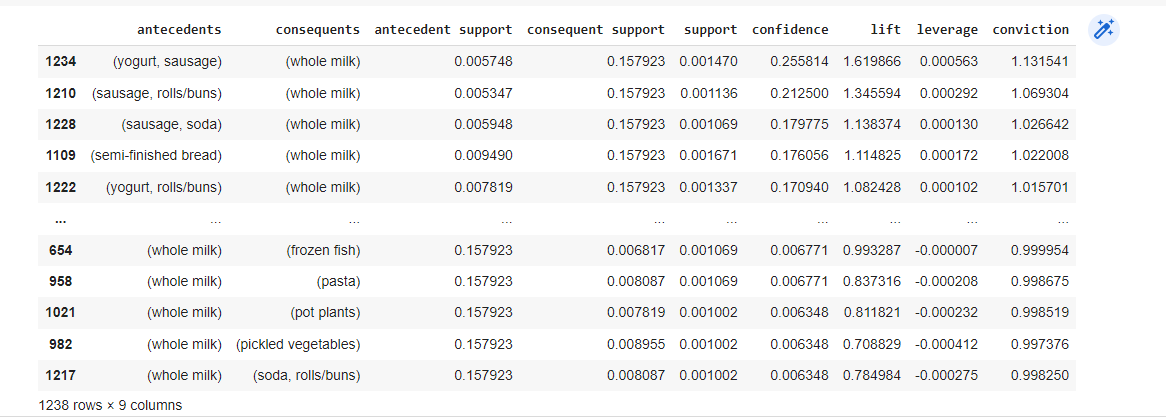 antecedents consequents antecedent support consequent support support confidence lift leverage conviction
1234 (yogurt, sausage) (whole milk) 0.005748 0.157923 0.001470 0.255814 1.619866 0.000563 1.131541
1210 (sausage, rolls/buns) (whole milk) 0.005347 0.157923 0.001136 0.212500 1.345594 0.000292 1.069304
1228 (sausage, soda) (whole milk) 0.005948 0.157923 0.001069 0.179775 1.138374 0.000130 1.026642
1109 (semi-finished bread) (whole milk) 0.009490 0.157923 0.001671 0.176056 1.114825 0.000172 1.022008
1222 (yogurt, rolls/buns) (whole milk) 0.007819 0.157923 0.001337 0.170940 1.082428 0.000102 1.015701
... ... ... ... ... ... ... ... ... ...
654 (whole milk) (frozen fish) 0.157923 0.006817 0.001069 0.006771 0.993287 -0.000007 0.999954
958 (whole milk) (pasta) 0.157923 0.008087 0.001069 0.006771 0.837316 -0.000208 0.998675
1021 (whole milk) (pot plants) 0.157923 0.007819 0.001002 0.006348 0.811821 -0.000232 0.998519
982 (whole milk) (pickled vegetables) 0.157923 0.008955 0.001002 0.006348 0.708829 -0.000412 0.997376
1217 (whole milk) (soda, rolls/buns) 0.157923 0.008087 0.001002 0.006348 0.784984 -0.000275 0.998250
1238 rows × 9 columns